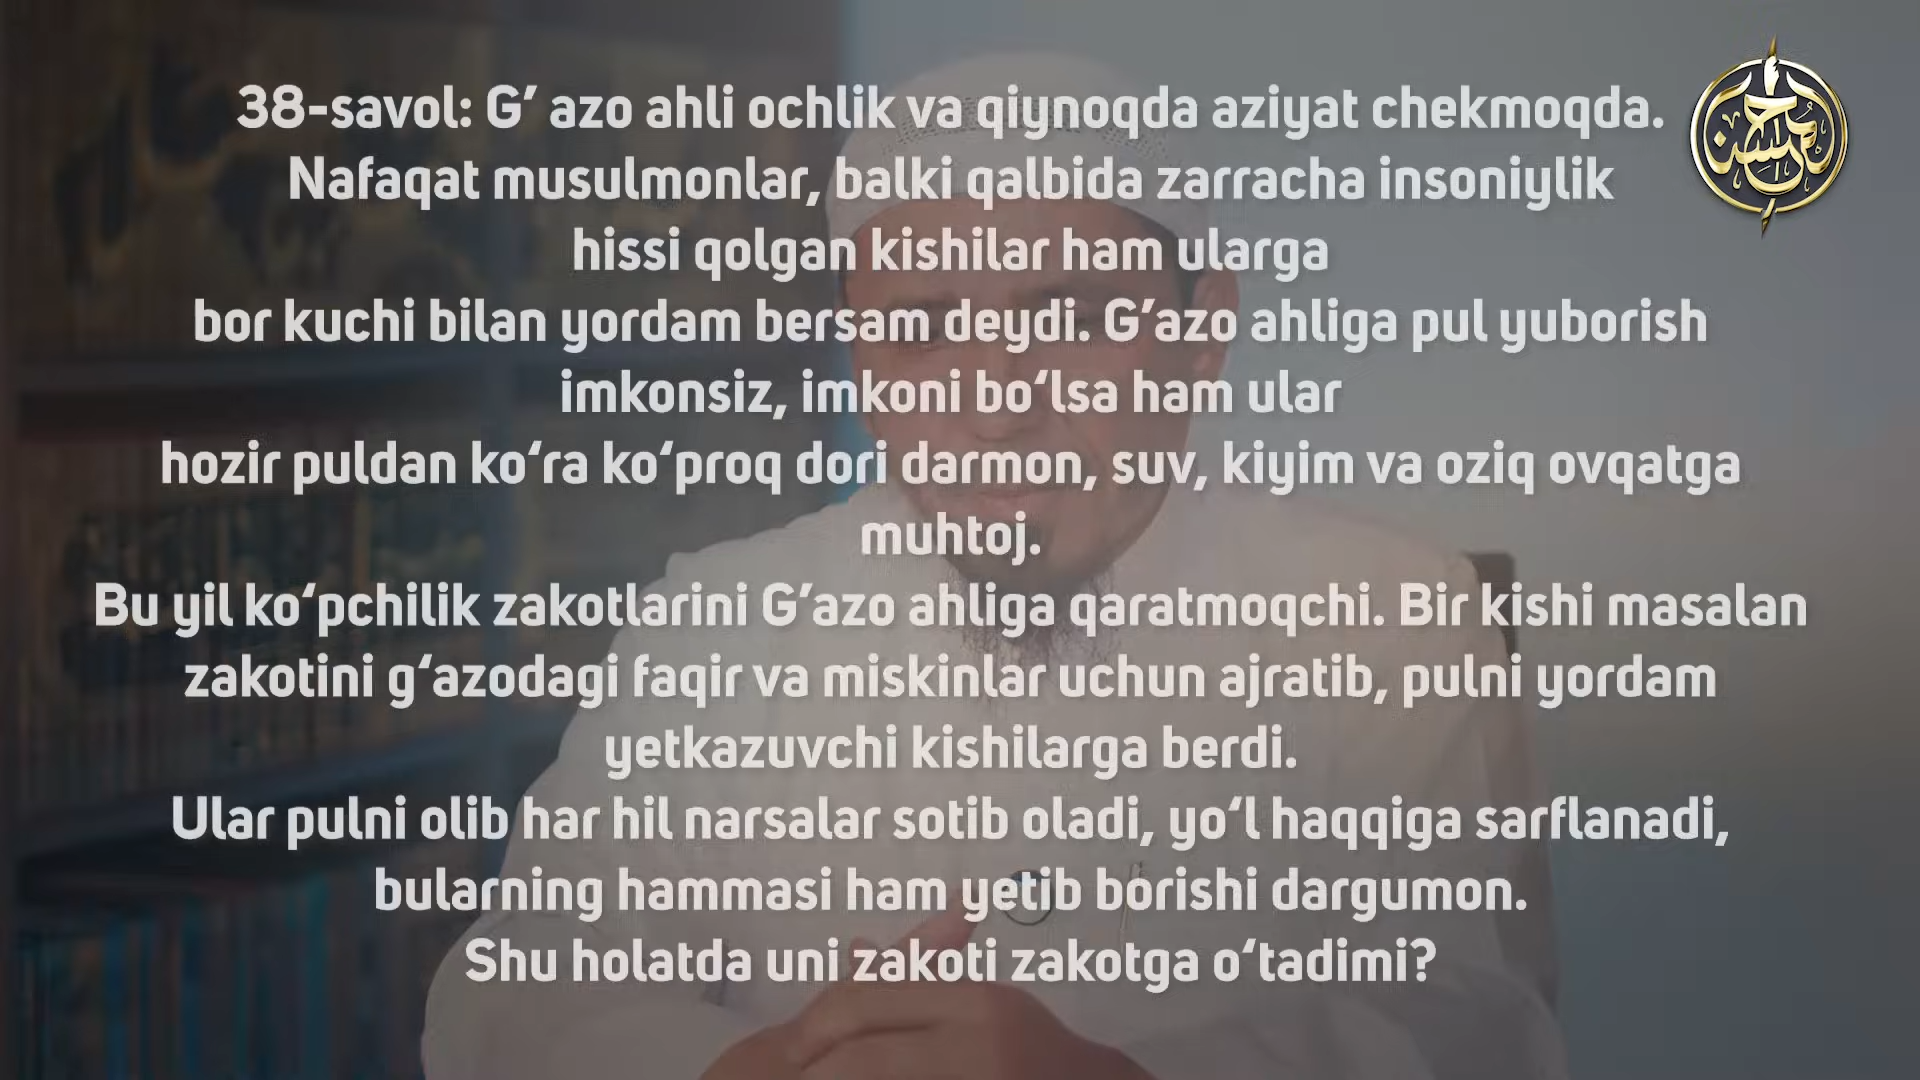 38-savol: G’ azo ahli ochlik va qiynoqda aziyat chekmoqda.
Nafaqat musulmonlar, balki qalbida zarracha insoniylik
hissi qolgan kishilar ham ularga
bor kuchi bilan yordam bersam deydi. G’azo ahliga pul yuborish
imkonsiz, imkoni bo‘lsa ham ular
hozir puldan ko‘ra ko‘proq dori darmon, suv, kiyim va oziq ovqatga
muhtoj.
Bu yil ko‘pchilik zakotlarini G’azo ahliga qaratmoqchi. Bir kishi masalan
zakotini g‘azodagi faqir va miskinlar uchun ajratib, pulni yordam
yetkazuvchi kishilarga berdi.
Ular pulni olib har hil narsalar sotib oladi, yo‘l haqqiga sarflanadi,
bularning hammasi ham yetib borishi dargumon.
Shu holatda uni zakoti zakotga o‘tadimi?